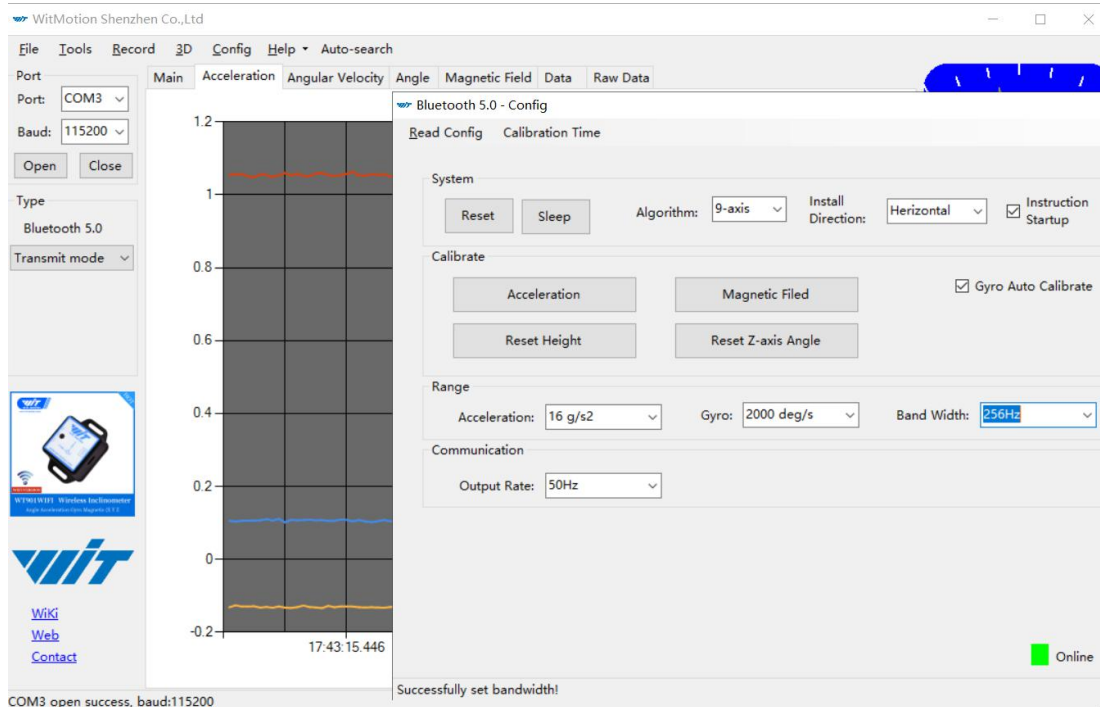 WitMotion Shenzhen Co.,Ltd
File Tools Record 3D Config Help Auto-search
Port
Port: COM3
Baud: 115200
Open Close
Type
Bluetooth 5.0
Transmit mode
WiT
WT901WIFI Wireless Inclinometer
WiT
WiKi
Web
Contact
COM3 open success, baud:115200
Main Acceleration Angular Velocity Angle Magnetic Field Data Raw Data
1.2
1
0.8
0.6
0.4
0.2
0
-0.2
17:43:15.446
Bluetooth 5.0 - Config
Read Config Calibration Time
System
Reset Sleep Algorithm: 9-axis Install Direction: Herizontal Instruction Startup
Calibrate
Acceleration Magnetic Filed Gyro Auto Calibrate
Reset Height Reset Z-axis Angle
Range
Acceleration: 16 g/s2 Gyro: 2000 deg/s Band Width: 256Hz
Communication
Output Rate: 50Hz
Online
Successfully set bandwidth!